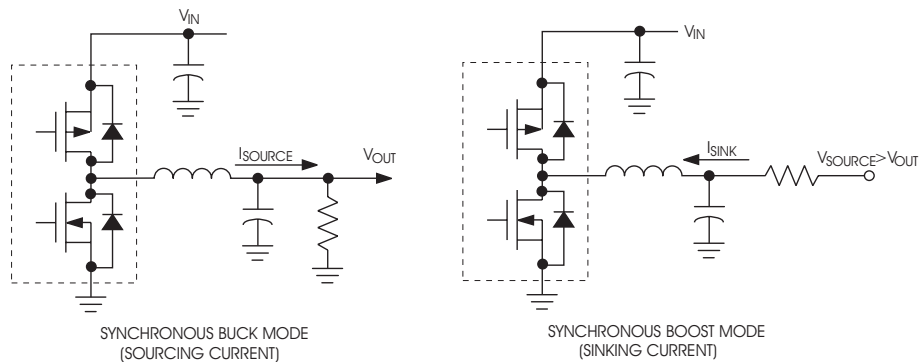 VIN
ISOURCE
VOUT
SYNCHRONOUS BUCK MODE
(SOURCING CURRENT)
VIN
ISINK
VSOURCE>VOUT
SYNCHRONOUS BOOST MODE
(SINKING CURRENT)